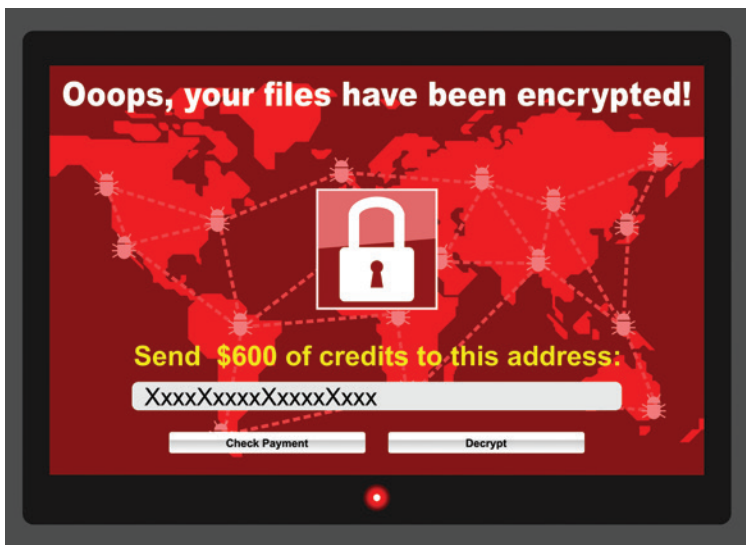 Ooops, your files have been encrypted!
Send $600 of credits to this address:
XxxxXxxxxXxxxxXxxx
Check Payment
Decrypt